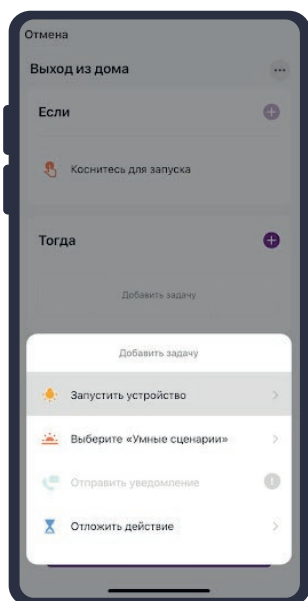 Отмена
Выход из дома
Если
Коснитесь для запуска
Тогда
Добавить задачу
Добавить задачу
Запустить устройство
Выберите «Умные сценарии»
Отправить уведомление
Отложить действие